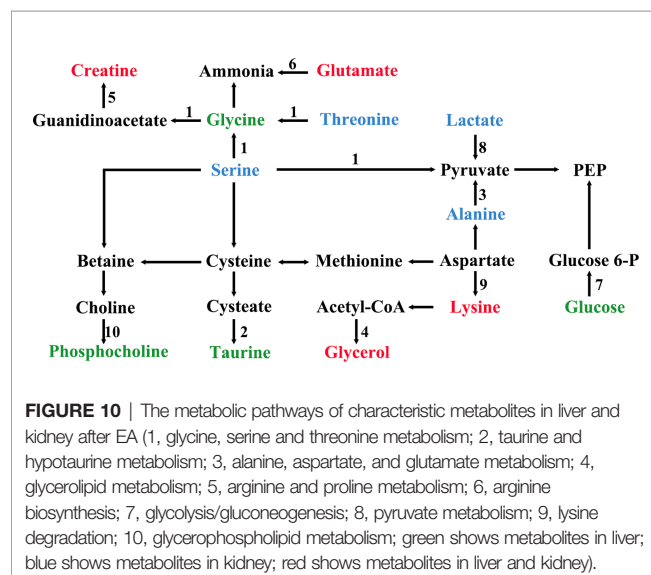 Creatine Ammonia 6 Glutamate
5
Guanidinoacetate 1 Glycine 1 Threonine Lactate
1 8
Serine 1 Pyruvate PEP
3
Alanine
Betaine Cysteine Methionine Aspartate Glucose 6-P
9 7
Choline Cysteate Acetyl-CoA Lysine Glucose
10 2 4
Phosphocholine Taurine Glycerol
FIGURE 10 | The metabolic pathways of characteristic metabolites in liver and
kidney after EA (1, glycine, serine and threonine metabolism; 2, taurine and
hypotaurine metabolism; 3, alanine, aspartate, and glutamate metabolism; 4,
glycerolipid metabolism; 5, arginine and proline metabolism; 6, arginine
biosynthesis; 7, glycolysis/gluconeogenesis; 8, pyruvate metabolism; 9, lysine
degradation; 10, glycerophospholipid metabolism; green shows metabolites in liver;
blue shows metabolites in kidney; red shows metabolites in liver and kidney).